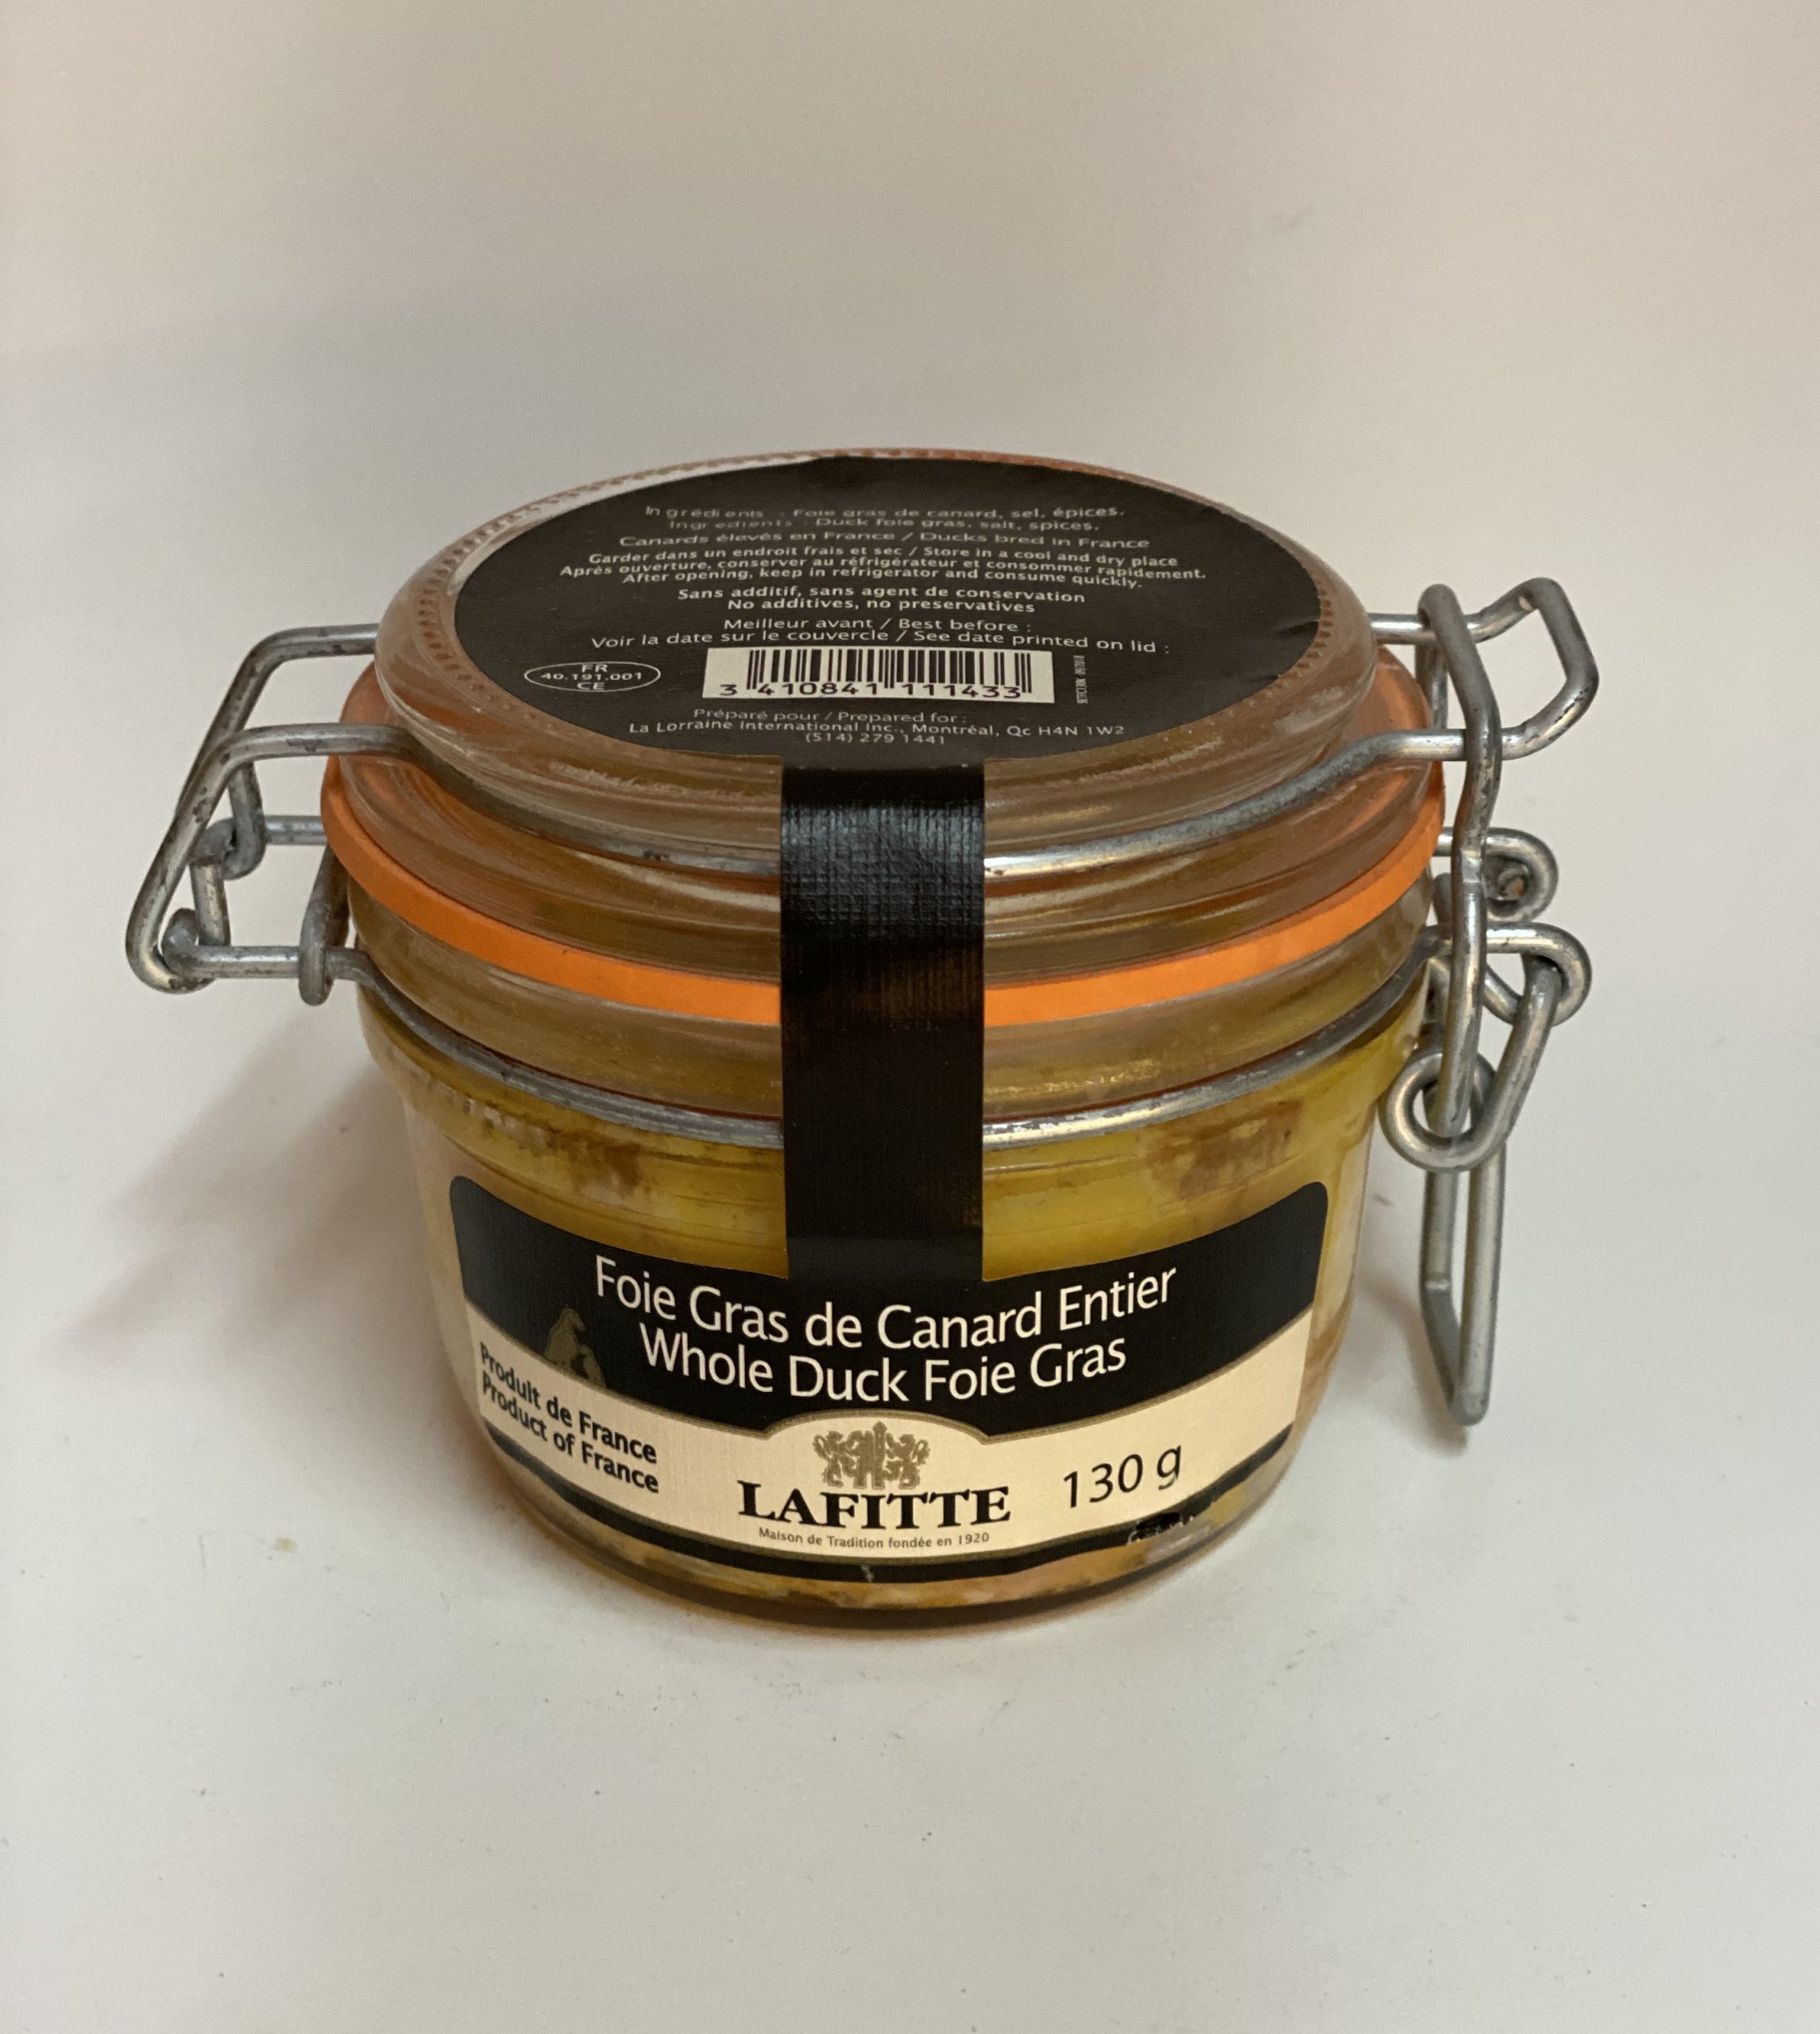 Ingrédients : Foie gras de canard, sel, épices.
Ingredients : Duck foie gras, salt, spices.
Canards élevés en France / Ducks bred in France
Garder dans un endroit frais et sec / Store in a cool and dry place
Après ouverture, conserver au réfrigérateur et consommer rapidement.
After opening, keep in refrigerator and consume quickly.
Sans additif, sans agent de conservation
No additives, no preservatives
Meilleur avant / Best before :
Voir la date sur le couvercle / See date printed on lid :
FR
40.191.001
CE
3 410841 111433
Préparé pour / Prepared for :
La Lorraine International Inc., Montréal, Qc H4N 1W2
(514) 279 1441
Foie Gras de Canard Entier
Whole Duck Foie Gras
Produit de France
Product of France
LAFITTE
Maison de Tradition fondée en 1920
130 g